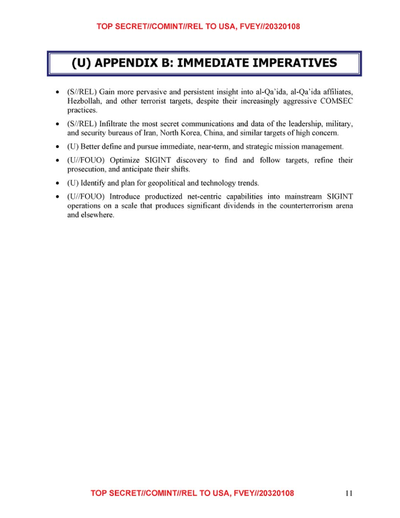 TOP SECRET//COMINT//REL TO USA, FVEY//20320108
(U) APPENDIX B: IMMEDIATE IMPERATIVES
• (S//REL) Gain more pervasive and persistent insight into al-Qa'ida, al-Qa'ida affiliates,
Hezbollah, and other terrorist targets, despite their increasingly aggressive COMSEC
practices.
• (S//REL) Infiltrate the most secret communications and data of the leadership, military,
and security bureaus of Iran, North Korea, China, and similar targets of high concern.
• (U) Better define and pursue immediate, near-term, and strategic mission management.
• (U//FOUO) Optimize SIGINT discovery to find and follow targets, refine their
prosecution, and anticipate their shifts.
• (U) Identify and plan for geopolitical and technology trends.
• (U//FOUO) Introduce productized net-centric capabilities into mainstream SIGINT
operations on a scale that produces significant dividends in the counterterrorism arena
and elsewhere.
TOP SECRET//COMINT//REL TO USA, FVEY//20320108
11